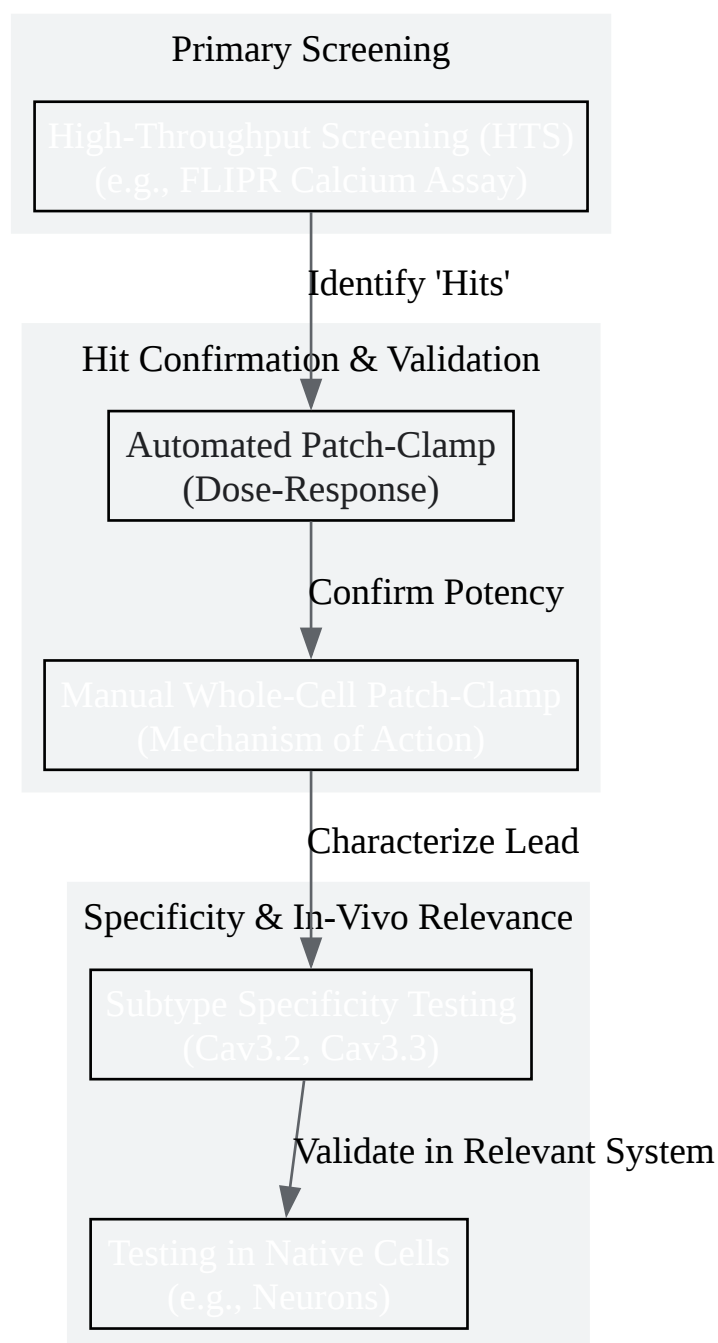 Primary Screening
High-Throughput Screening (HTS)
(e.g., FLIPR Calcium Assay)
Identify 'Hits'
Hit Confirmation & Validation
Automated Patch-Clamp
(Dose-Response)
Confirm Potency
Manual Whole-Cell Patch-Clamp
(Mechanism of Action)
Characterize Lead
Specificity & In-Vivo Relevance
Subtype Specificity Testing
(Cav3.2, Cav3.3)
Validate in Relevant System
Testing in Native Cells
(e.g., Neurons)